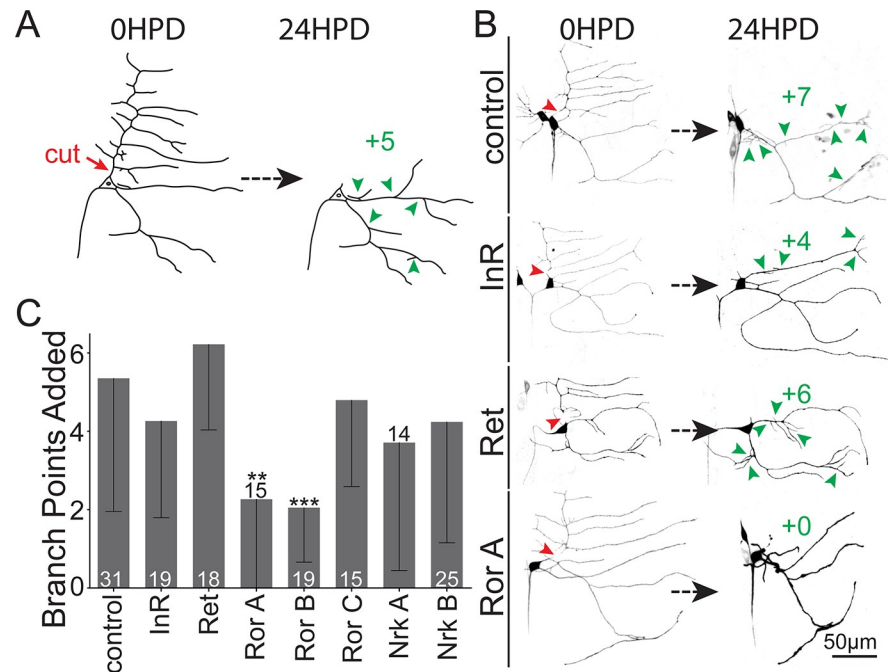 A
0HPD 24HPD
cut
+5
B
0HPD 24HPD
control
+7
InR
+4
Ret
+6
Ror A
+0
50μm
C
Branch Points Added
6
4
2
0
** 
15
***
14
31 19 18 19 15 25
control InR Ret Ror A Ror B Ror C Nrk A Nrk B